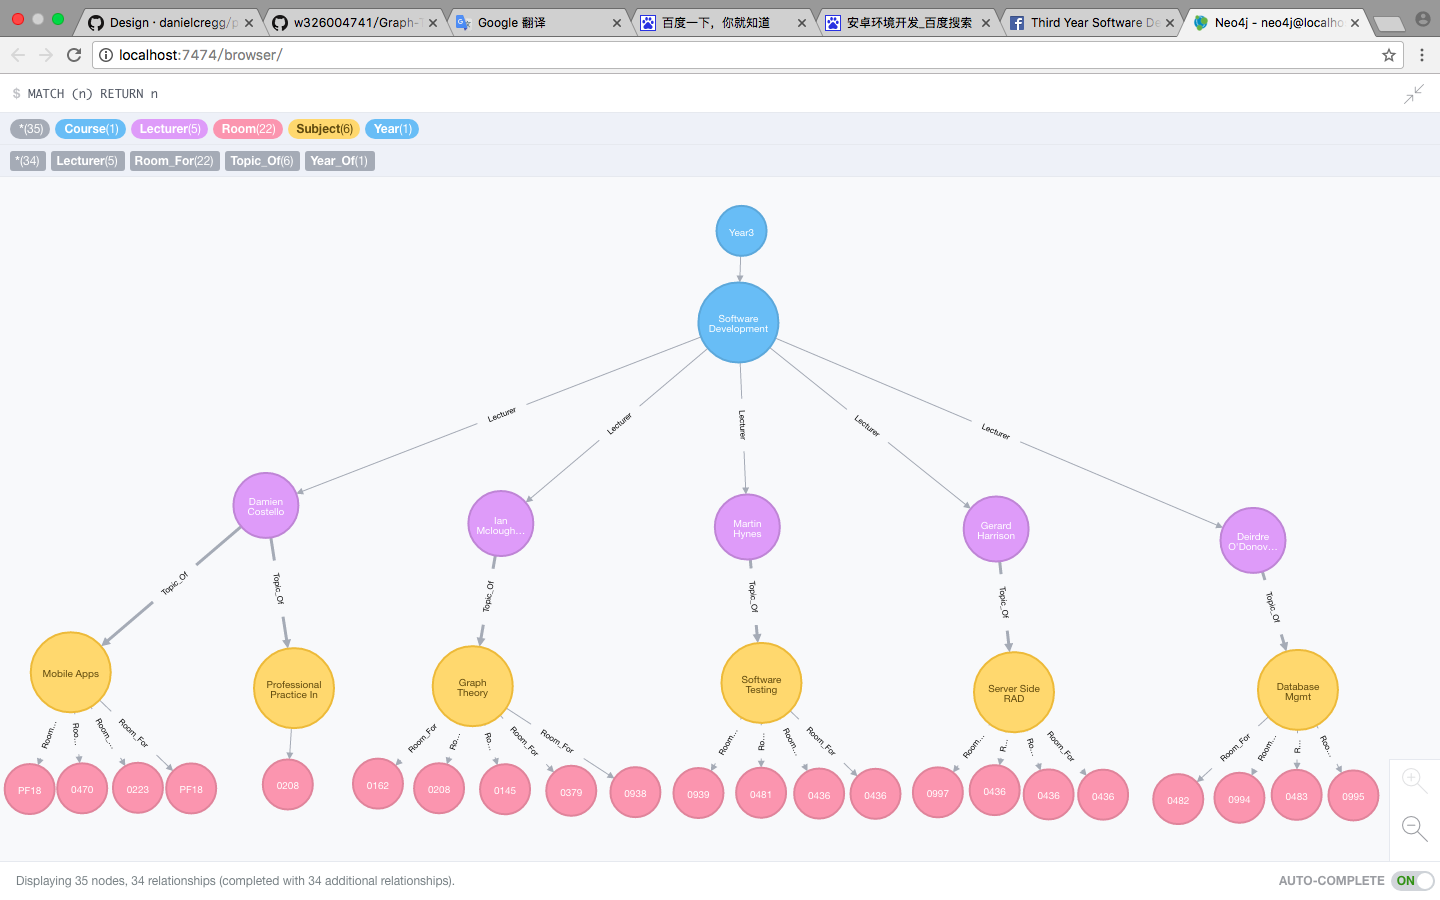 Design · danielcregg/p
w326004741/Graph-T
Google 翻译
百度一下，你就知道
安卓环境开发_百度搜索
Third Year Software De
Neo4j - neo4j@localho
localhost:7474/browser/
$ MATCH (n) RETURN n
*(35) Course(1) Lecturer(5) Room(22) Subject(6) Year(1)
*(34) Lecturer(5) Room_For(22) Topic_Of(6) Year_Of(1)
Year3
Software
Development
Lecturer Lecturer Lecturer Lecturer Lecturer
Damien
Costello
Ian
Mclough...
Martin
Hynes
Gerard
Harrison
Deirdre
O'Donov...
Topic_Of Topic_Of Topic_Of Topic_Of Topic_Of Topic_Of
Mobile Apps
Professional
Practice In
Graph
Theory
Software
Testing
Server Side
RAD
Database
Mgmt
Room... Roo... Room_... Room_For
Room_For Ro... Ro... Room_For Room_For
Room... Ro... Room... Room_For
Room... R... Room... Room_For
Room_For Room... R... Roo...
PF18 0470 0223 PF18 0208 0162 0208 0145 0379 0938 0939 0481 0436 0436 0997 0436 0436 0436 0482 0994 0483 0995
Displaying 35 nodes, 34 relationships (completed with 34 additional relationships).
AUTO-COMPLETE ON